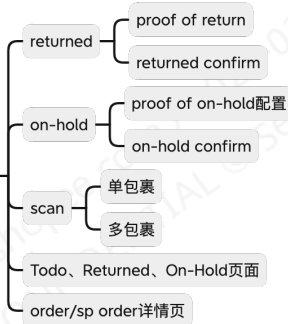 returned
proof of return
returned confirm
on-hold
proof of on-hold配置
on-hold confirm
scan
单包裹
多包裹
Todo、Returned、On-Hold页面
order/sp order详情页